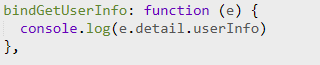 bindGetUserInfo: function (e) {
  console.log(e.detail.userInfo)
},